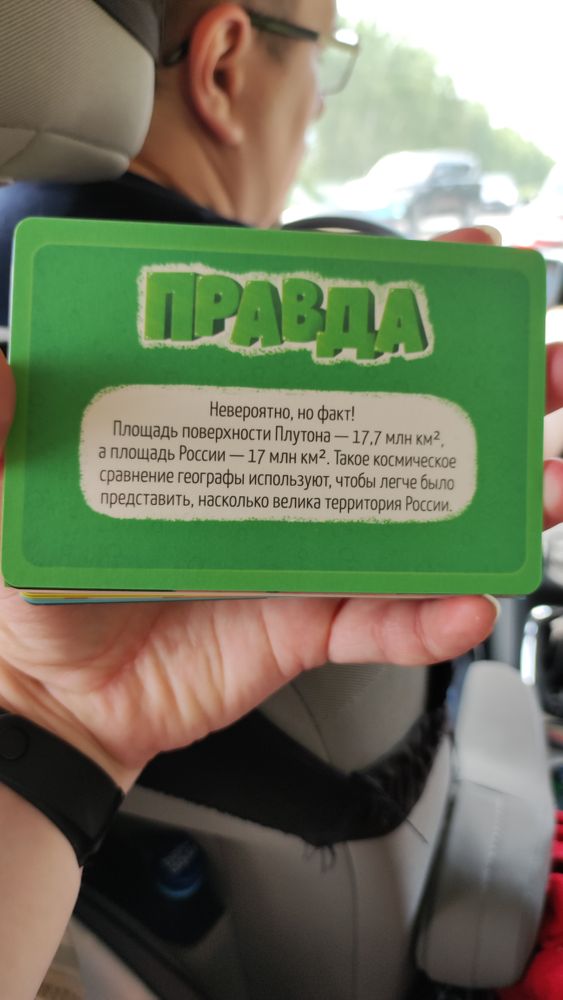 ПРАВДА
Невероятно, но факт!
Площадь поверхности Плутона — 17,7 млн км²,
а площадь России — 17 млн км². Такое космическое
сравнение географы используют, чтобы легче было
представить, насколько велика территория России.